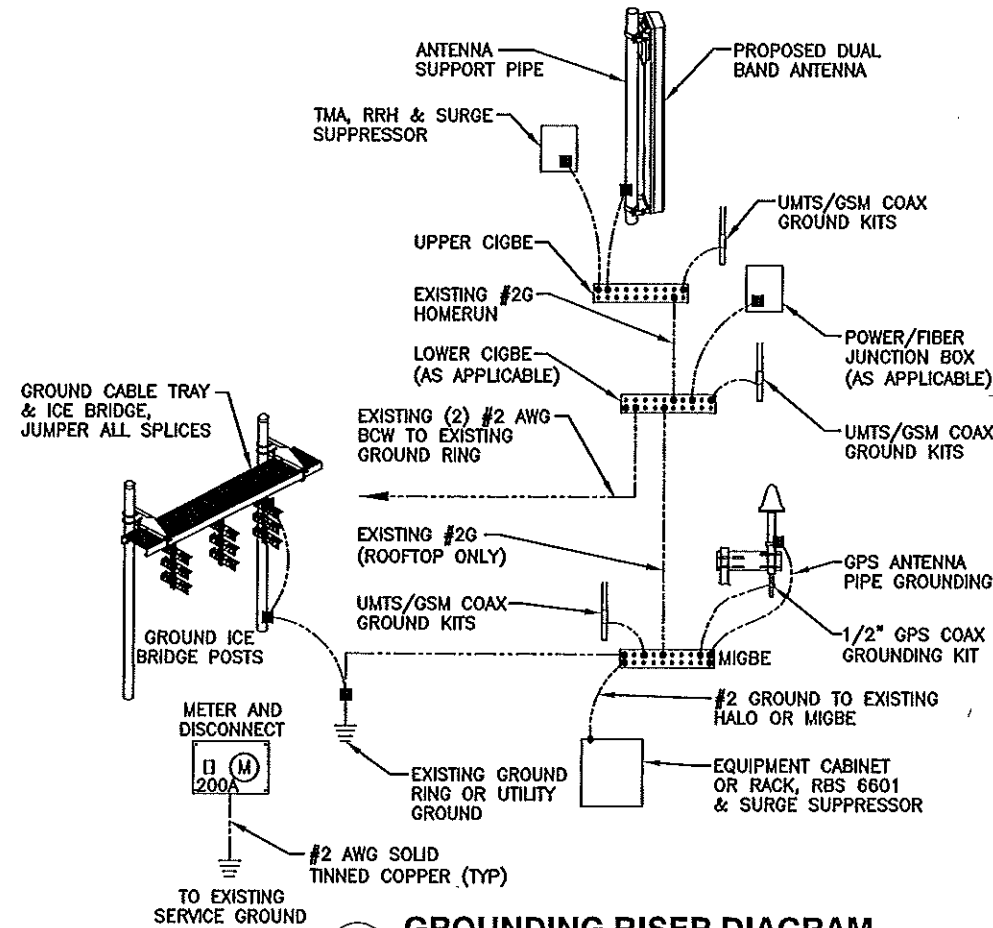 ANTENNA
SUPPORT PIPE
PROPOSED DUAL
BAND ANTENNA
TMA, RRH & SURGE
SUPPRESSOR
UMTS/GSM COAX
GROUND KITS
UPPER CIGBE
EXISTING #2G
HOMERUN
POWER/FIBER
JUNCTION BOX
(AS APPLICABLE)
LOWER CIGBE
(AS APPLICABLE)
GROUND CABLE TRAY
& ICE BRIDGE,
JUMPER ALL SPLICES
EXISTING (2) #2 AWG
BCW TO EXISTING
GROUND RING
UMTS/GSM COAX
GROUND KITS
EXISTING #2G
(ROOFTOP ONLY)
GPS ANTENNA
PIPE GROUNDING
UMTS/GSM COAX
GROUND KITS
1/2" GPS COAX
GROUNDING KIT
GROUND ICE
BRIDGE POSTS
MIGBE
#2 GROUND TO EXISTING
HALO OR MIGBE
METER AND
DISCONNECT
M
200A
EXISTING GROUND
RING OR UTILITY
GROUND
EQUIPMENT CABINET
OR RACK, RBS 6601
& SURGE SUPPRESSOR
#2 AWG SOLID
TINNED COPPER (TYP)
TO EXISTING
SERVICE GROUND
GROUNDING RISER DIAGRAM